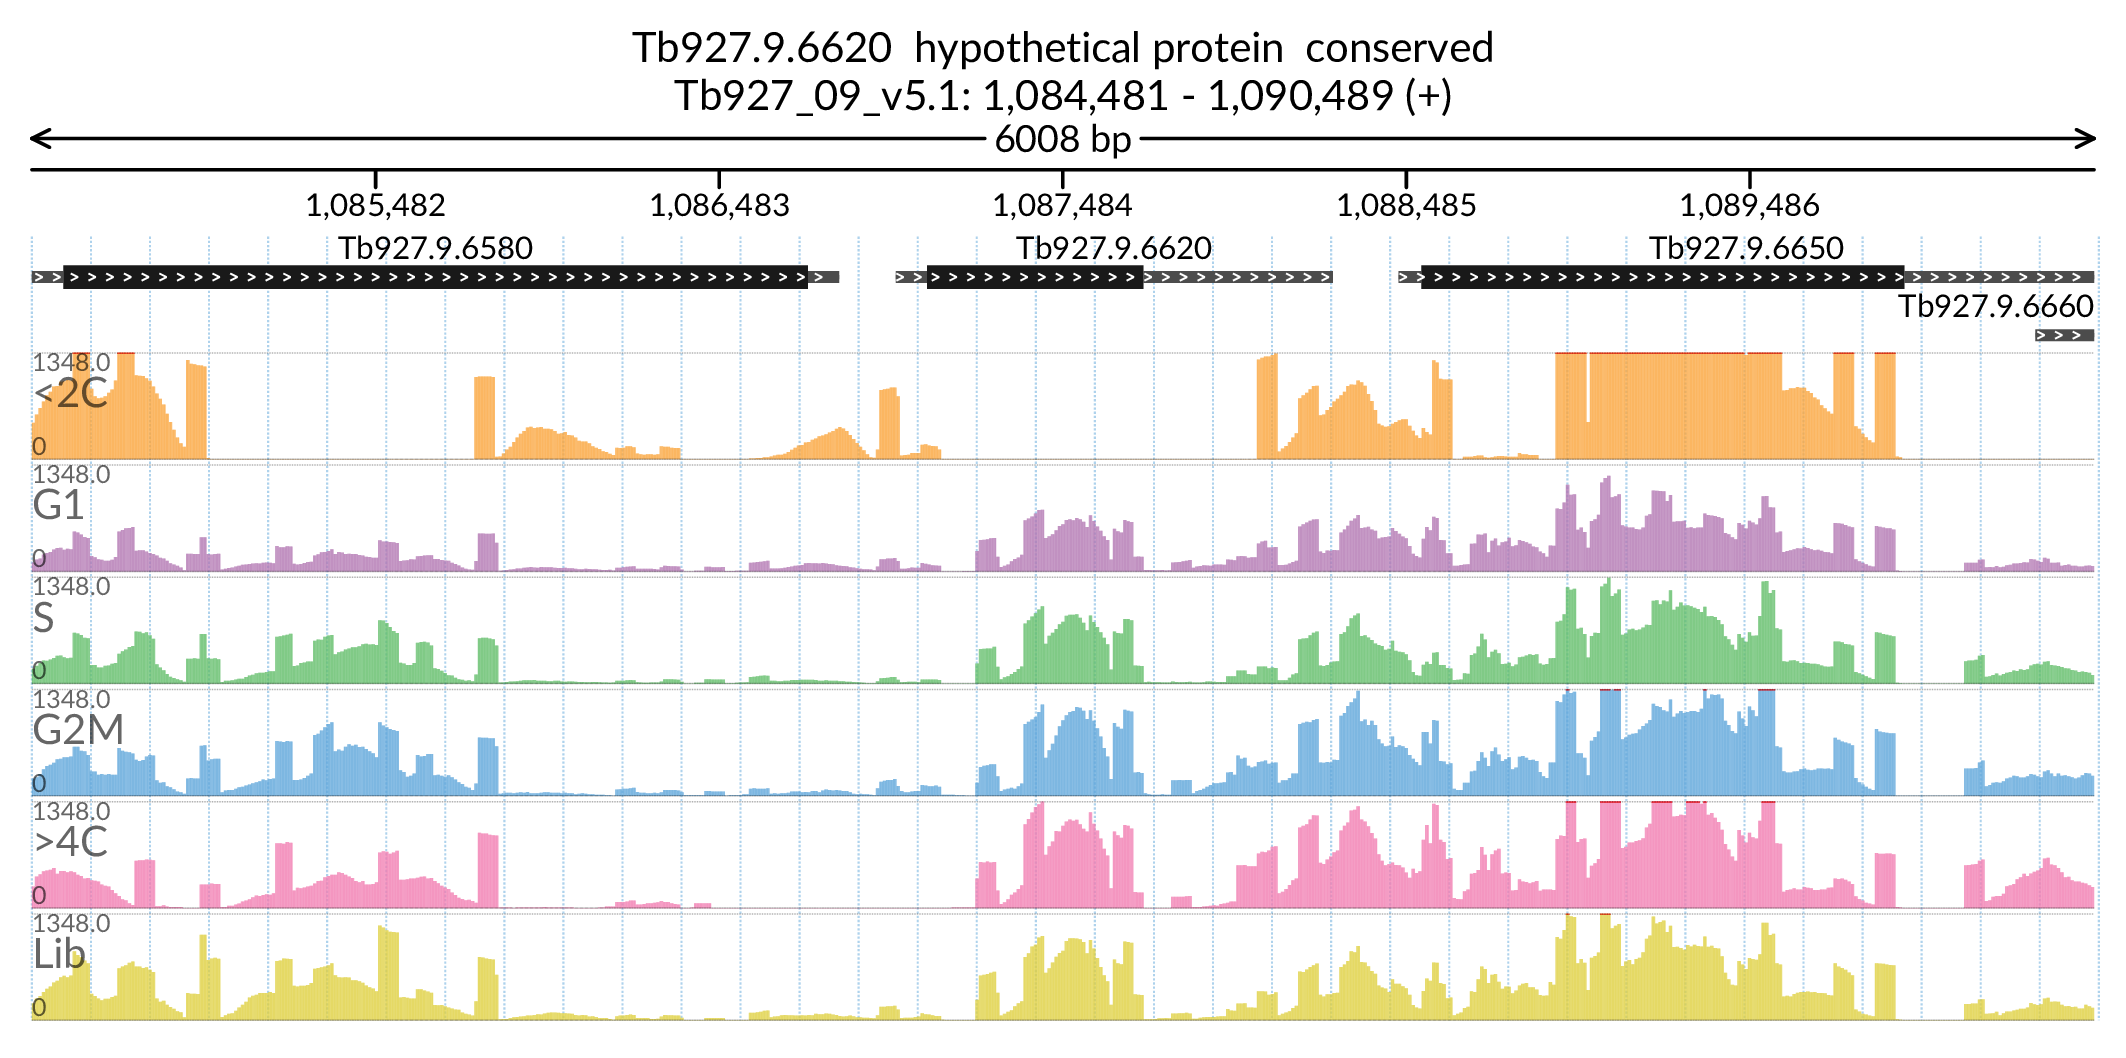 Tb927.9.6620 hypothetical protein conserved
Tb927_09_v5.1: 1,084,481 - 1,090,489 (+)
6008 bp
1,085,482 1,086,483 1,087,484 1,088,485 1,089,486
Tb927.9.6580 Tb927.9.6620 Tb927.9.6650
Tb927.9.6660
1348.0
<2C
0
1348.0
G1
0
1348.0
S
0
1348.0
G2M
0
1348.0
>4C
0
1348.0
Lib
0